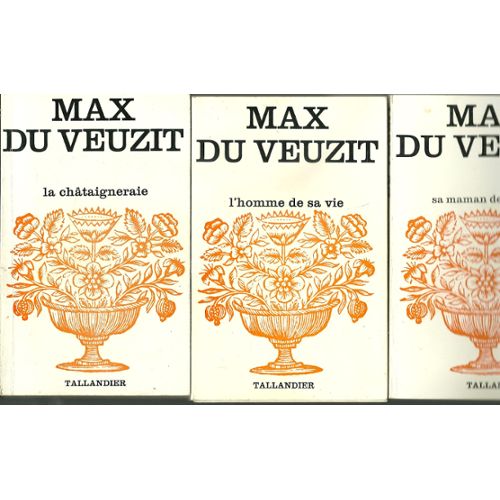 MAX
DU VEUZIT
la châtaigneraie
TALLANDIER
MAX
DU VEUZIT
l'homme de sa vie
TALLANDIER
MA
DU VE
sa maman de
TALLAN